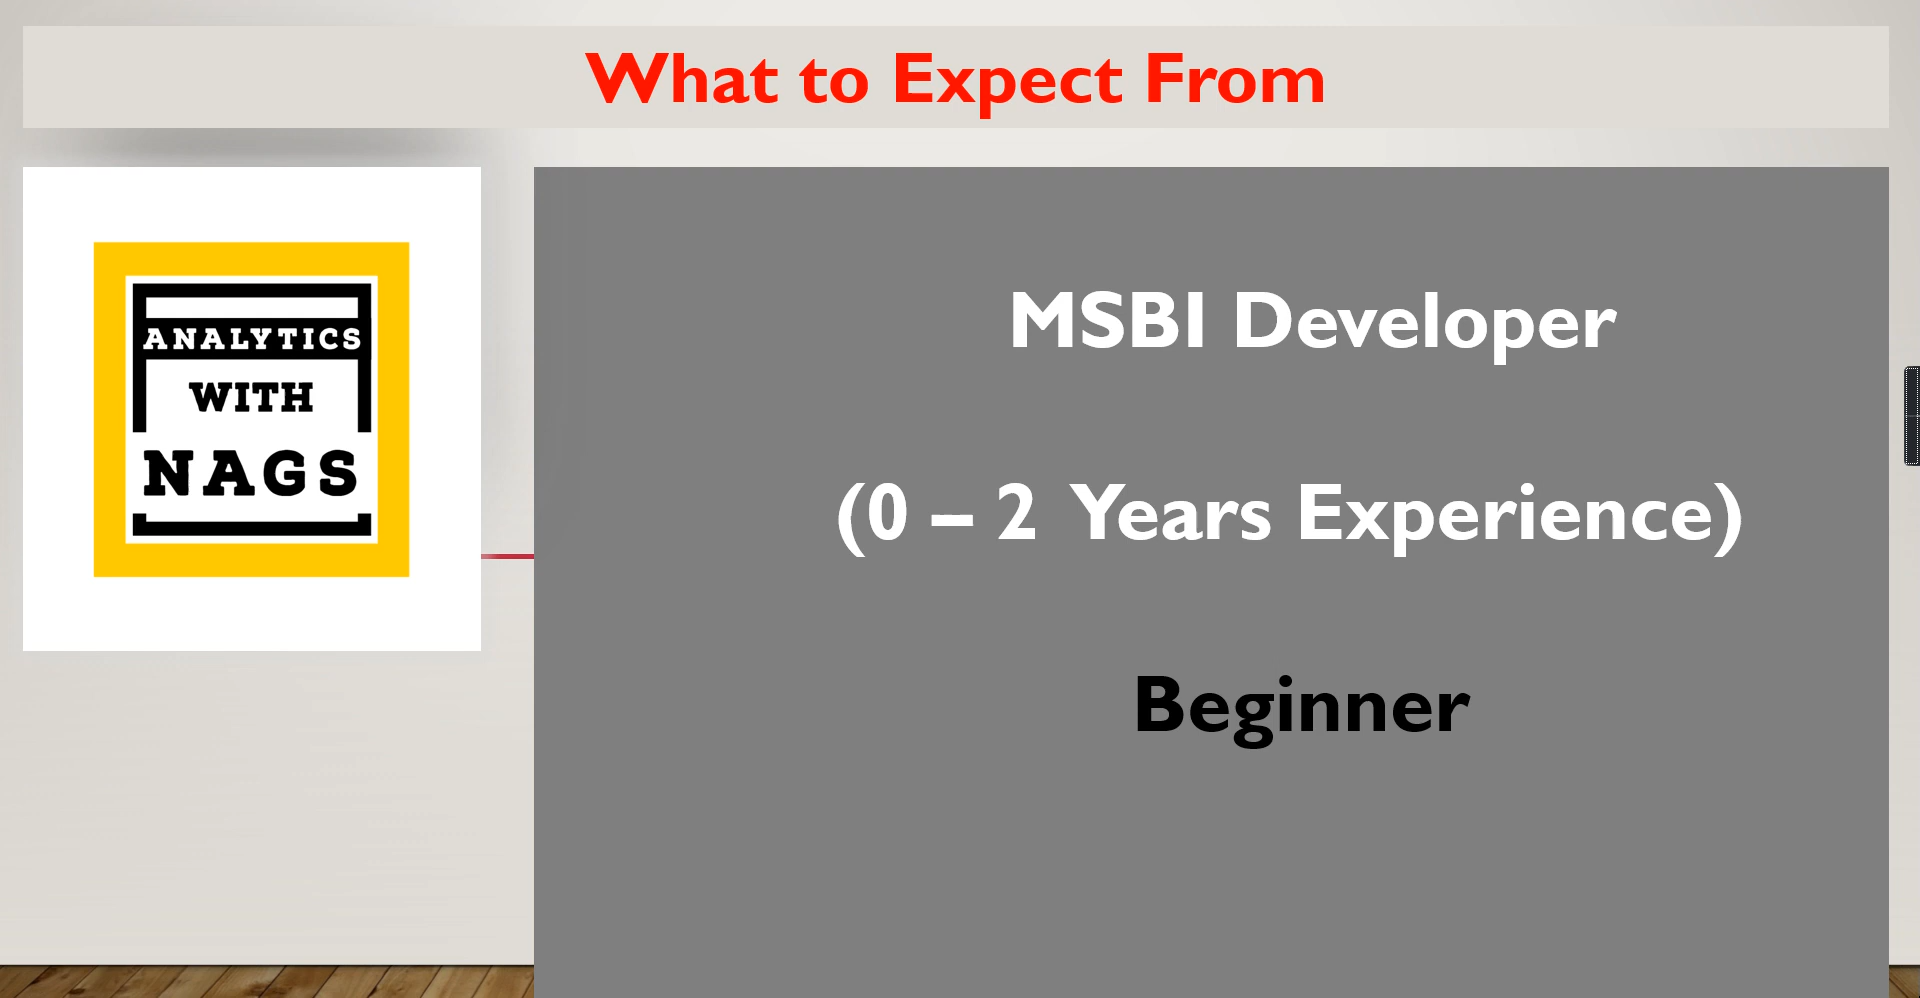 What to Expect From
ANALYTICS
WITH
NAGS
MSBI Developer
(0 – 2 Years Experience)
Beginner